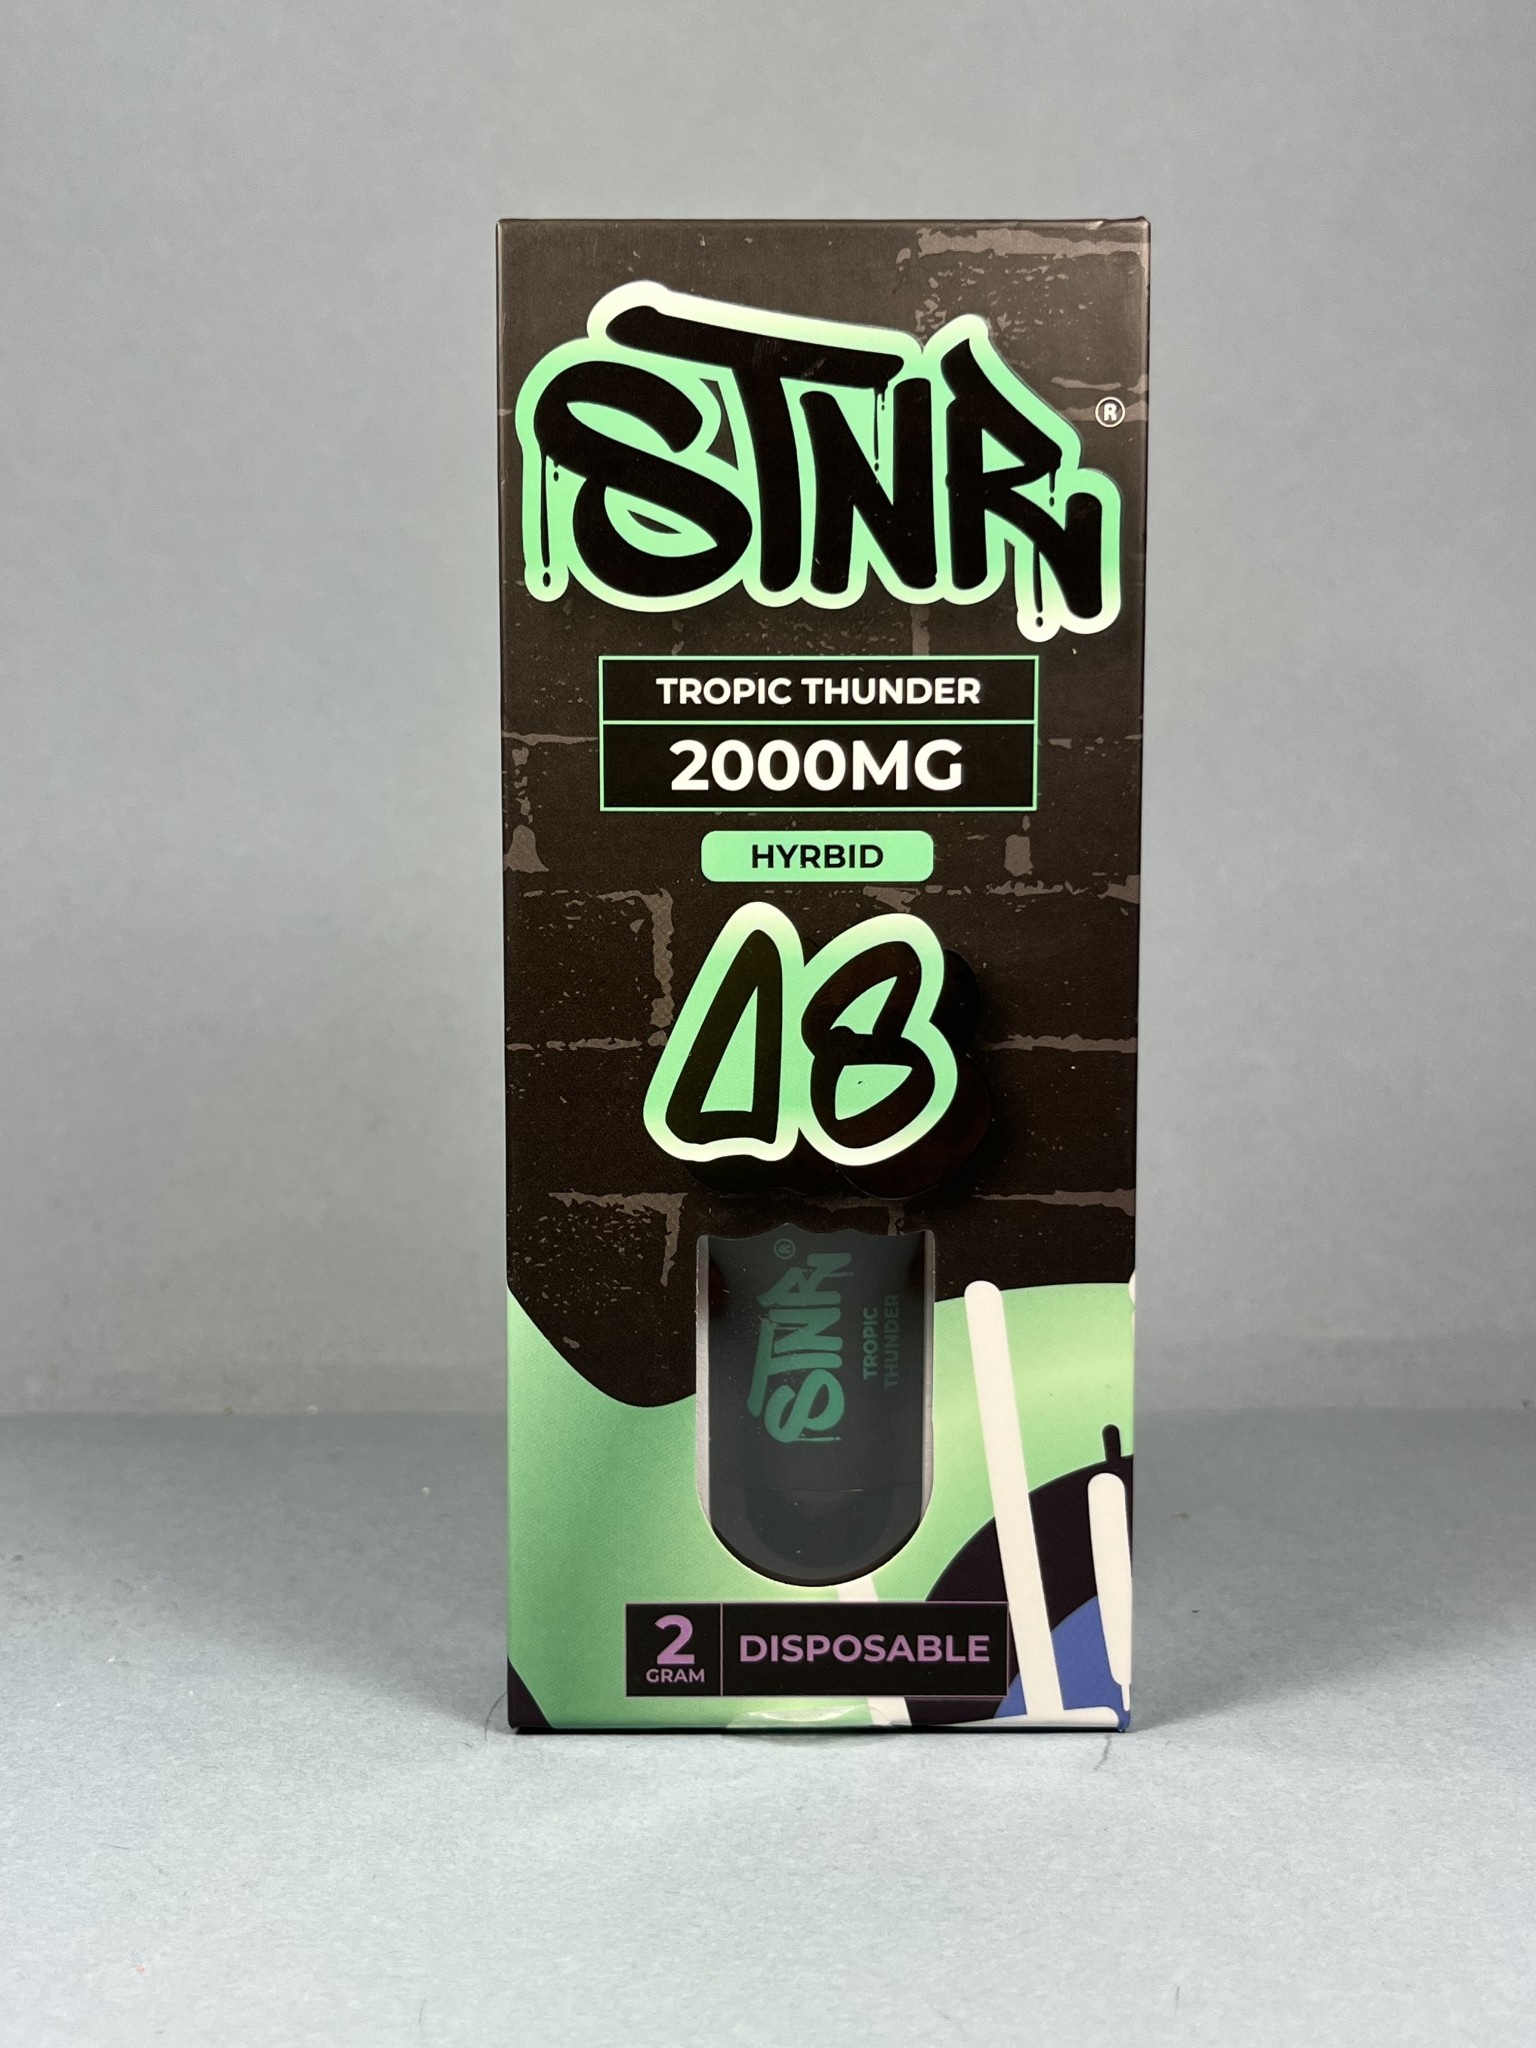 STNR®
TROPIC THUNDER
2000MG
HYRBID
Δ8
STNR®
TROPIC
THUNDER
2
GRAM
DISPOSABLE